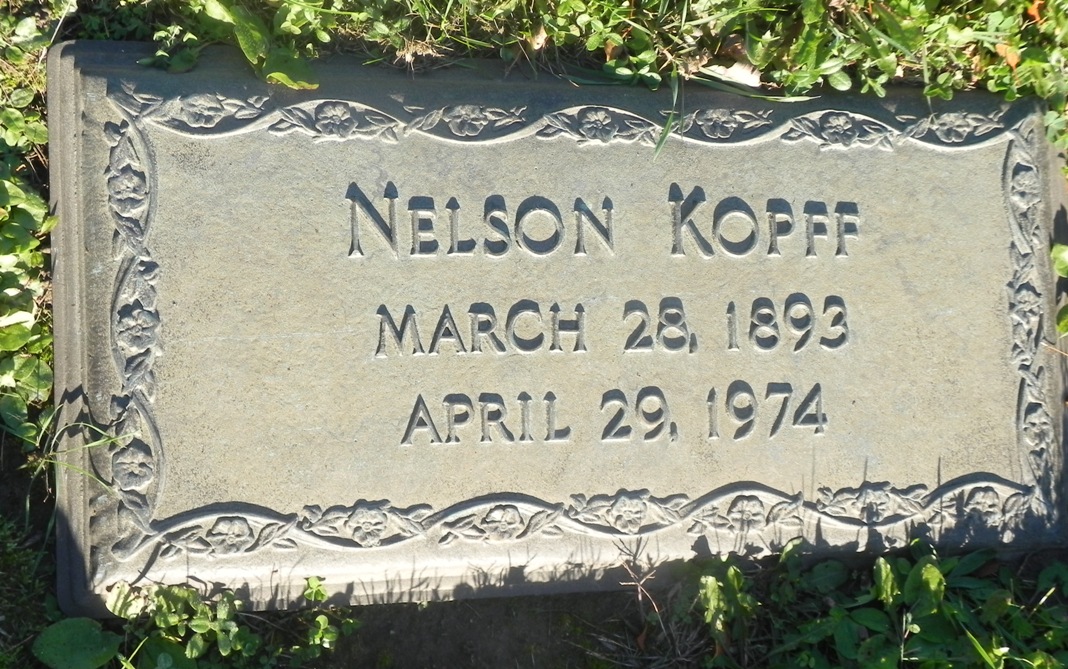 NELSON KOPFF
MARCH 28, 1893
APRIL 29, 1974